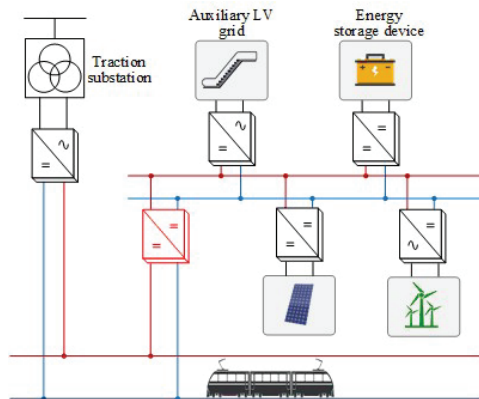 Traction
substation
Auxiliary LV
grid
Energy
storage device